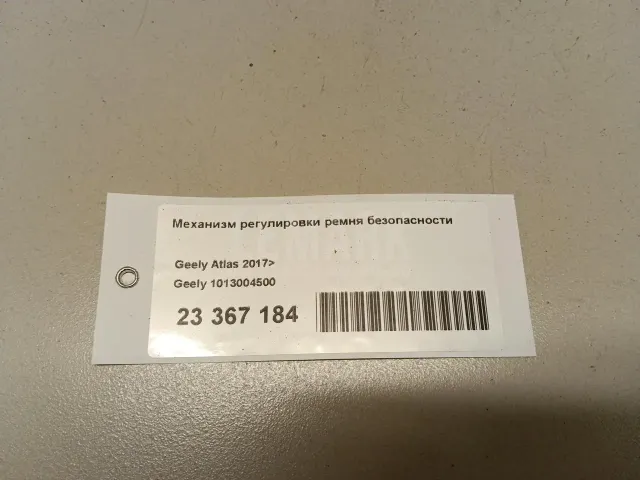 Механизм регулировки ремня безопасности
Geely Atlas 2017>
Geely 1013004500
23 367 184